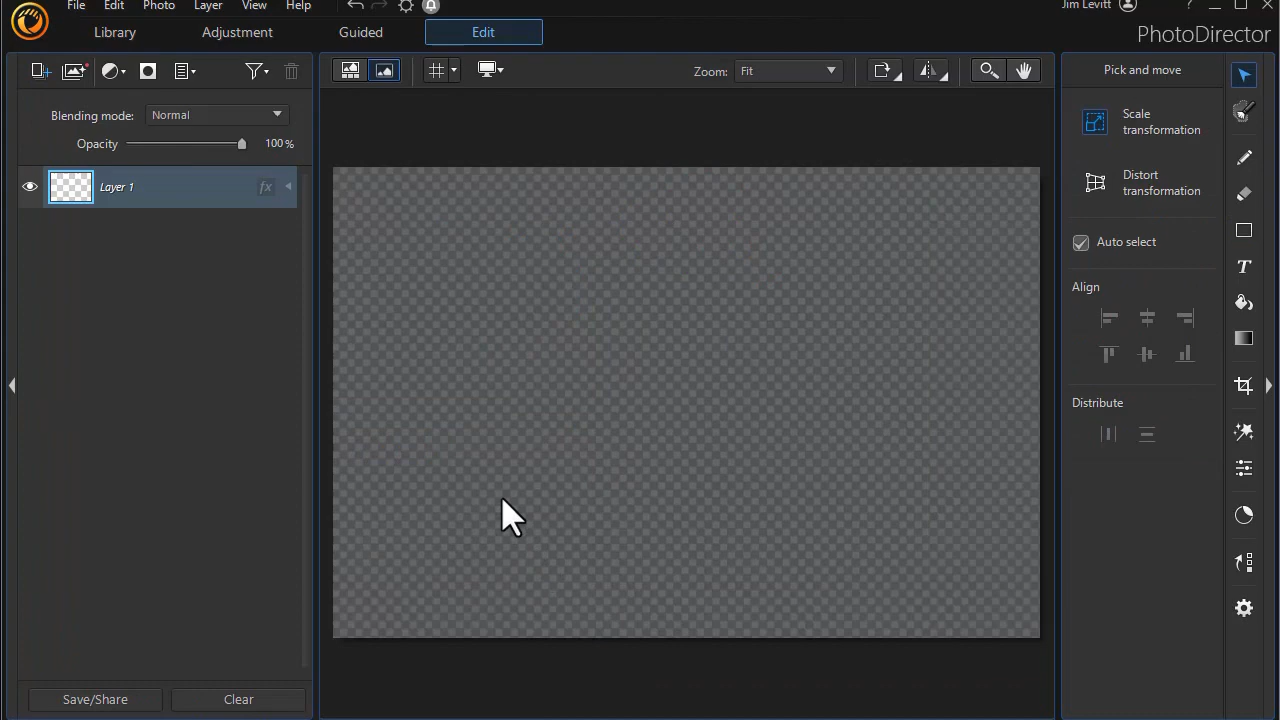 File Edit Photo Layer View Help
Jim Levitt ?
Library Adjustment Guided Edit
PhotoDirector
Zoom: Fit
Pick and move
Blending mode: Normal
Opacity 100 %
Layer 1 fx
Scale
transformation
Distort
transformation
Auto select
Align
Distribute
T
Save/Share Clear